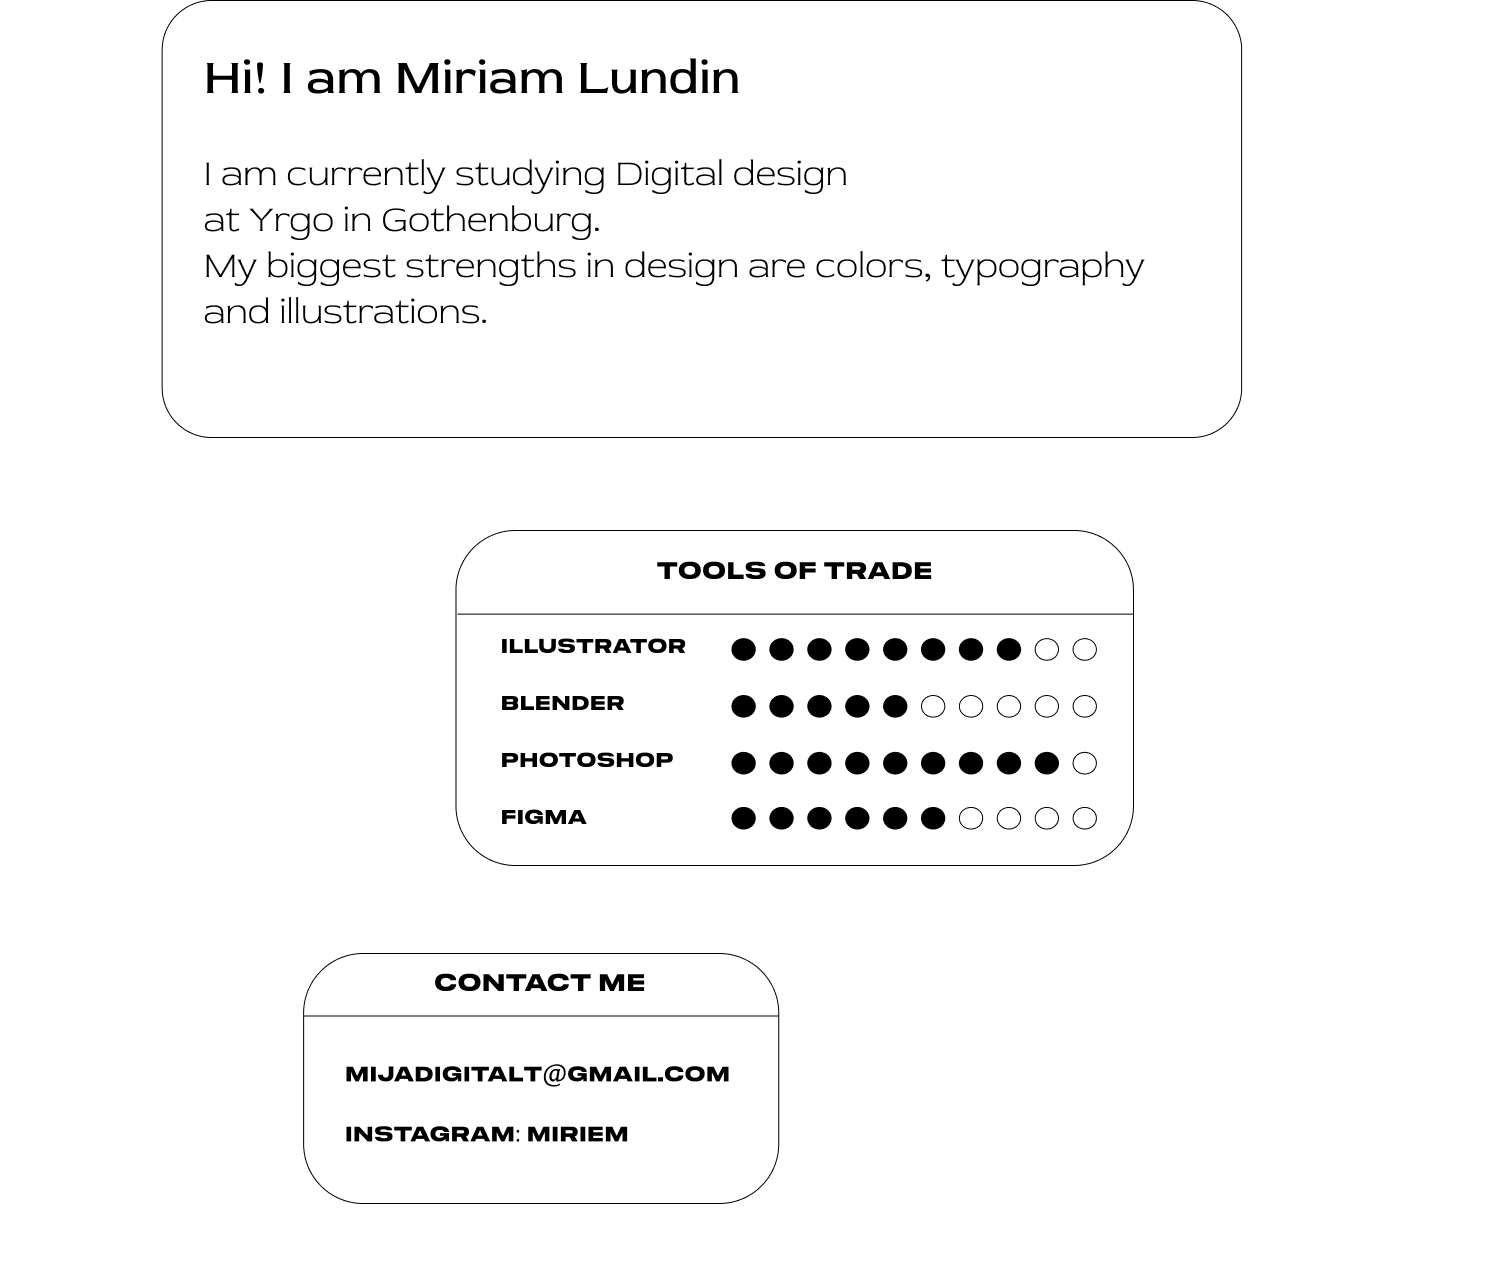 Hi! I am Miriam Lundin
I am currently studying Digital design
at Yrgo in Gothenburg.
My biggest strengths in design are colors, typography
and illustrations.
TOOLS OF TRADE
ILLUSTRATOR
BLENDER
PHOTOSHOP
FIGMA
CONTACT ME
MIJADIGITALT@GMAIL.COM
INSTAGRAM: MIRIEM